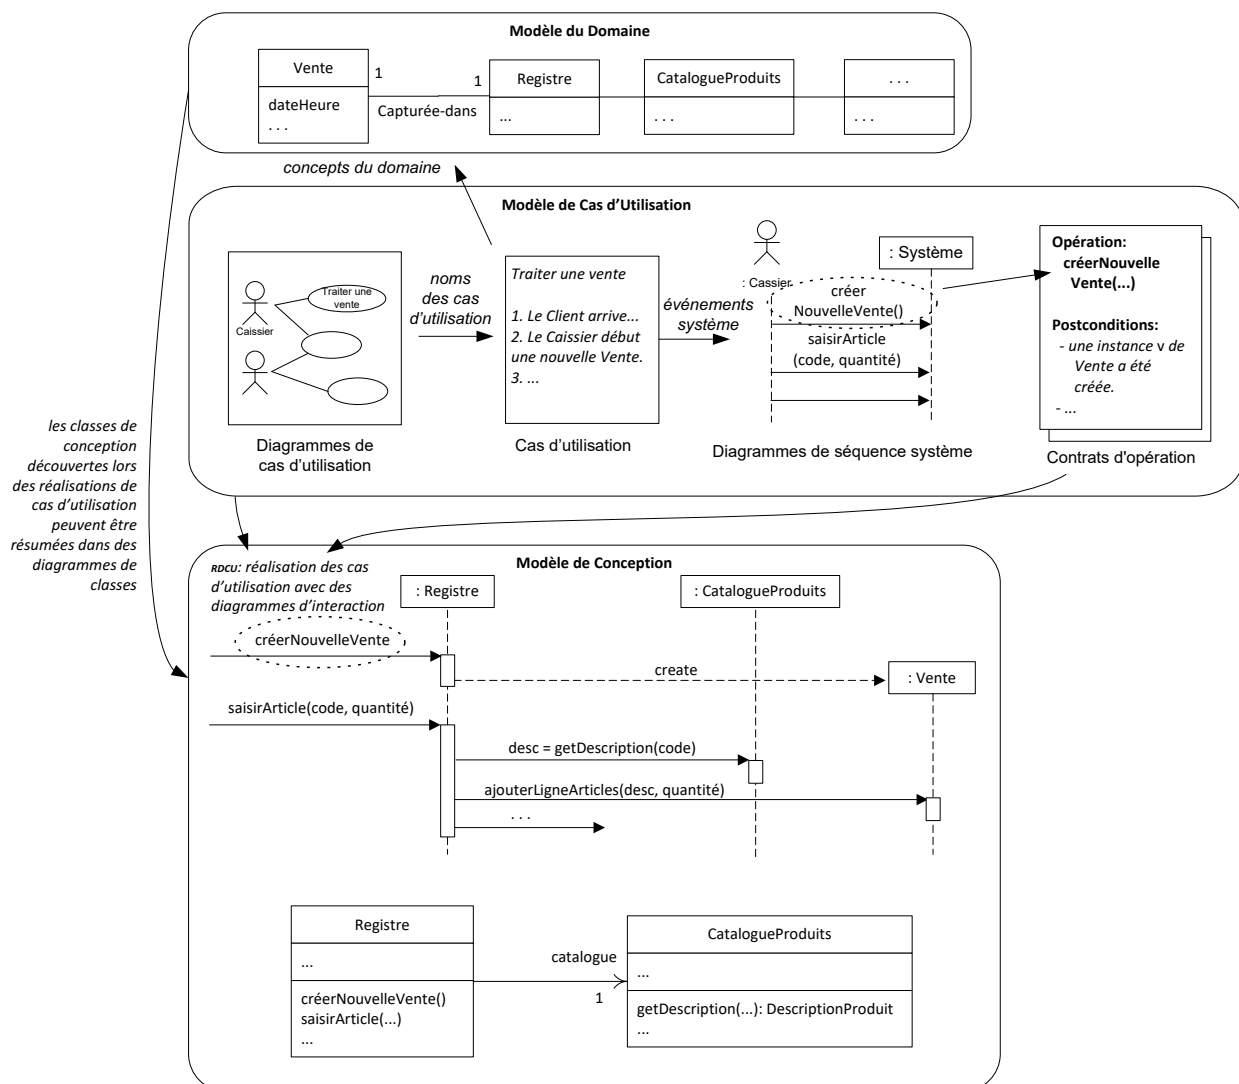 Modèle du Domaine
Vente
dateHeure
. . .
1
1
Capturée-dans
Registre
...
CatalogueProduits
. . .
. . .
. . .
concepts du domaine
Modèle de Cas d’Utilisation
Traiter une
vente
Caissier
Diagrammes de
cas d’utilisation
noms
des cas
d’utilisation
Traiter une vente
1. Le Client arrive...
2. Le Caissier début
une nouvelle Vente.
3. ...
Cas d’utilisation
événements
système
: Cassier
: Système
créer
NouvelleVente()
saisirArticle
(code, quantité)
Diagrammes de séquence système
Opération:
créerNouvelle
Vente(...)
Postconditions:
- une instance v de
Vente a été
créée.
- ...
Contrats d'opération
les classes de
conception
découvertes lors
des réalisations de
cas d’utilisation
peuvent être
résumées dans des
diagrammes de
classes
Modèle de Conception
RDCU: réalisation des cas
d’utilisation avec des
diagrammes d’interaction
: Registre
: CatalogueProduits
créerNouvelleVente
create
: Vente
saisirArticle(code, quantité)
desc = getDescription(code)
ajouterLigneArticles(desc, quantité)
. . .
Registre
...
créerNouvelleVente()
saisirArticle(...)
...
catalogue
1
CatalogueProduits
...
getDescription(...): DescriptionProduit
...